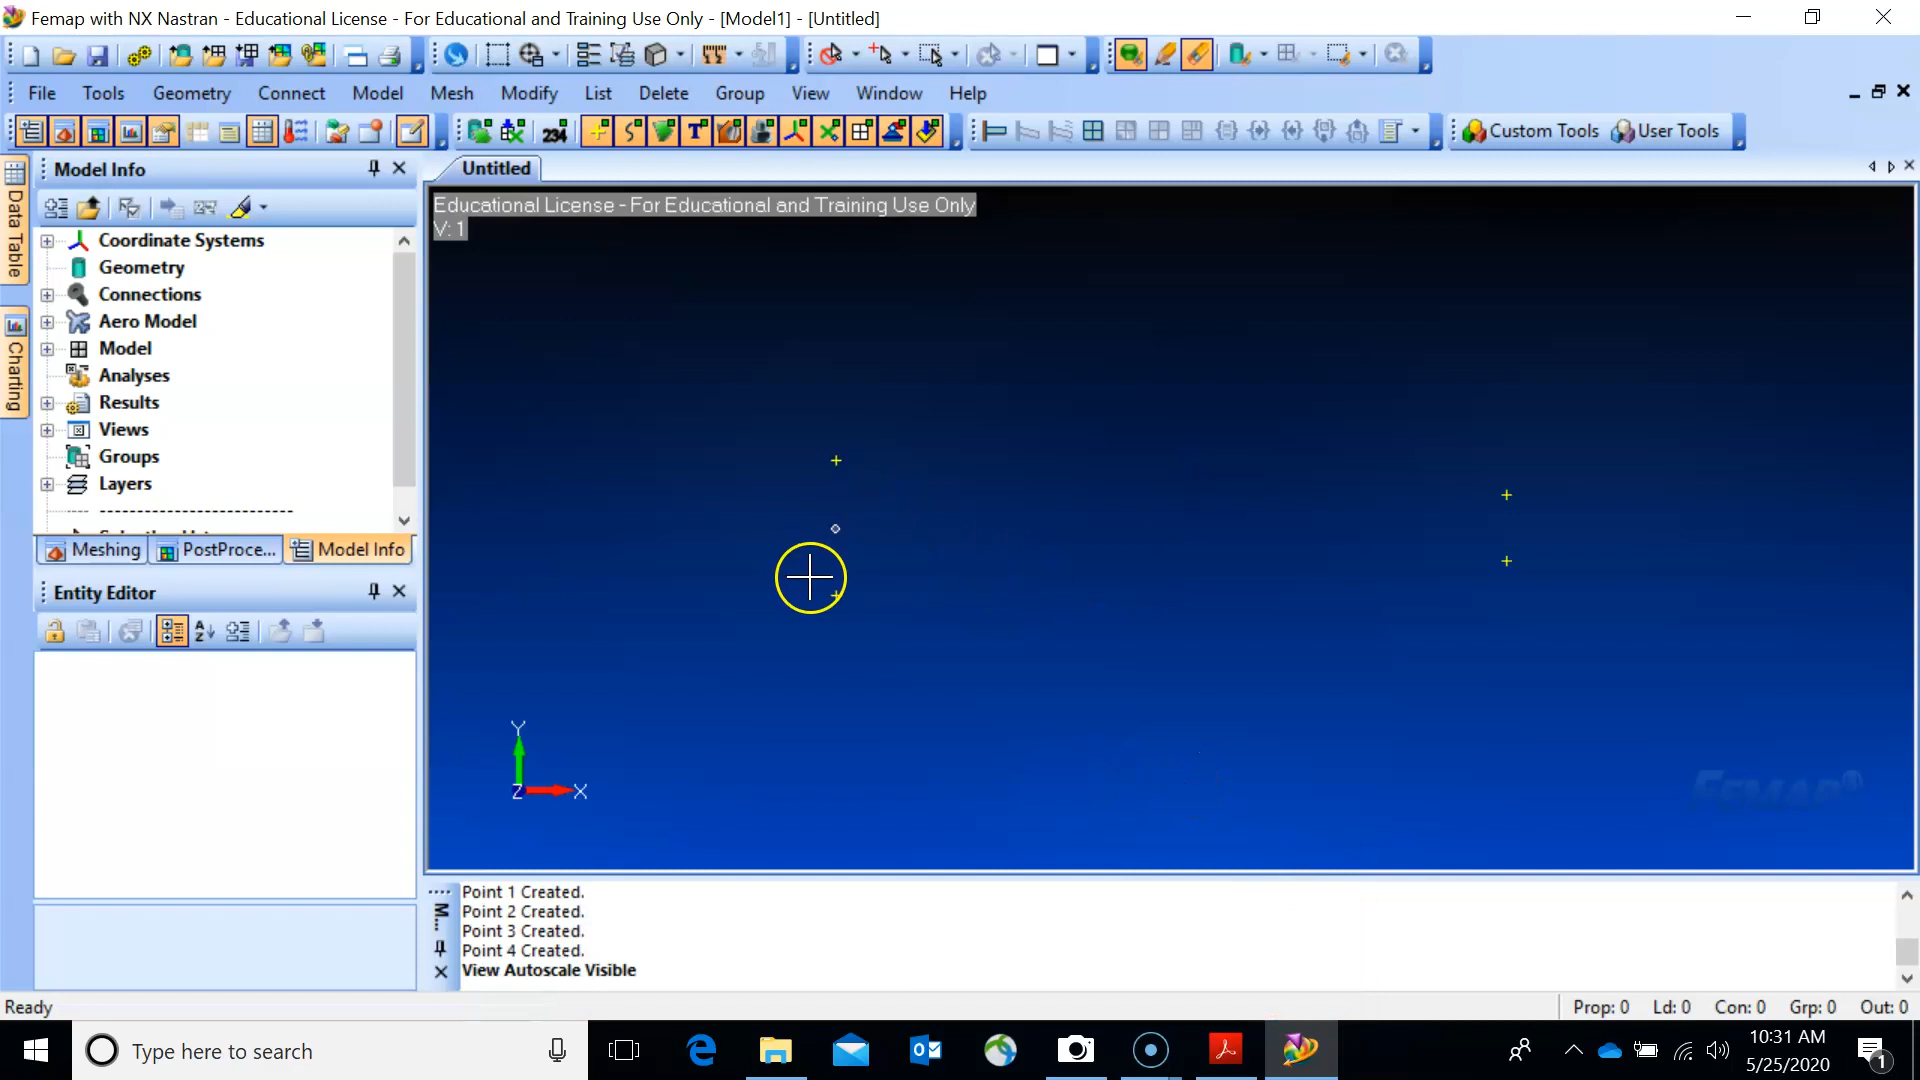 Femap with NX Nastran - Educational License - For Educational and Training Use Only - [Model1] - [Untitled]
File Tools Geometry Connect Model Mesh Modify List Delete Group View Window Help
234 T Custom Tools User Tools
Data Table
Charting
Model Info
Coordinate Systems
Geometry
Connections
Aero Model
Model
Analyses
Results
Views
Groups
Layers
Meshing PostProce... Model Info
Entity Editor
Untitled
Educational License - For Educational and Training Use Only
V: 1
Y
Z X
Femap
M...
Point 1 Created.
Point 2 Created.
Point 3 Created.
Point 4 Created.
View Autoscale Visible
Ready Prop: 0 Ld: 0 Con: 0 Grp: 0 Out: 0
Type here to search
10:31 AM
5/25/2020
1